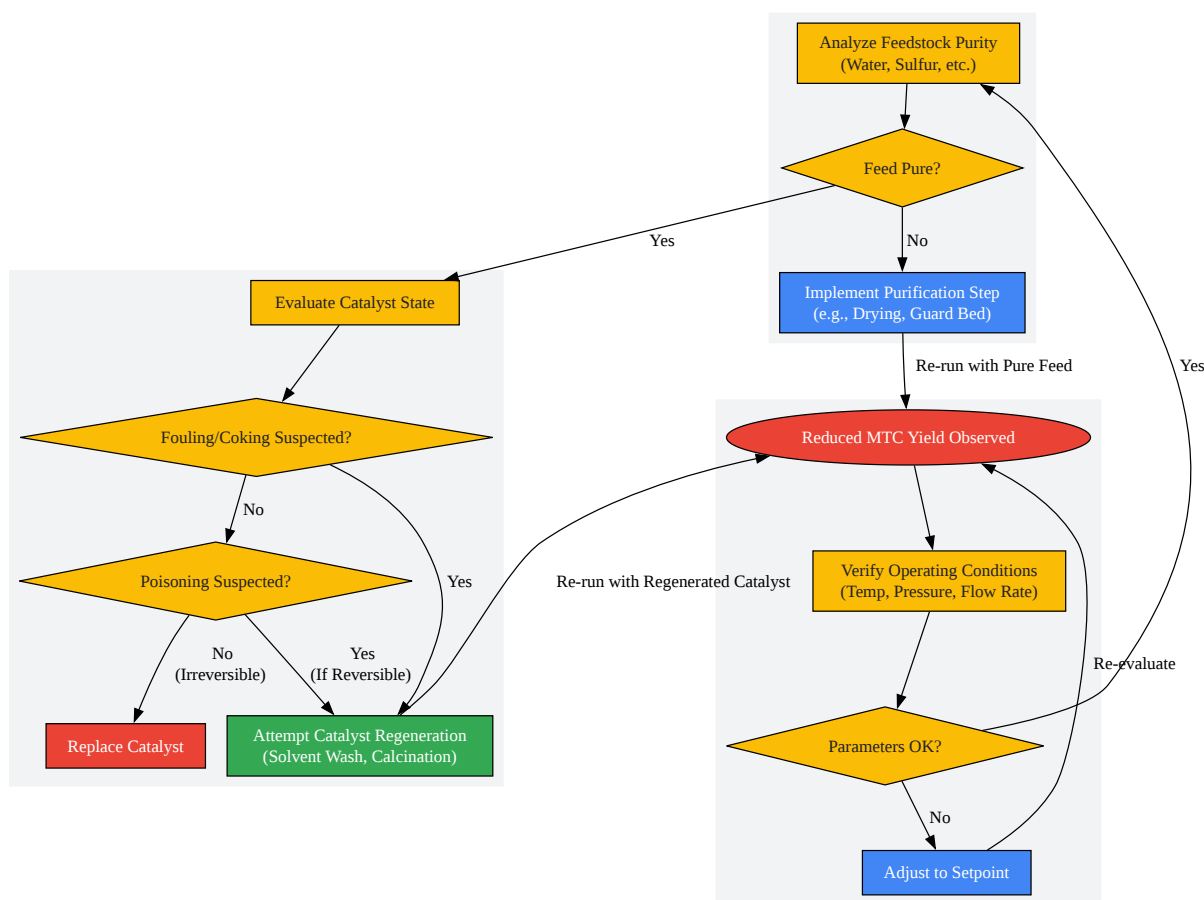 Analyze Feedstock Purity
(Water, Sulfur, etc.)
Feed Pure?
Yes
No
Evaluate Catalyst State
Implement Purification Step
(e.g., Drying, Guard Bed)
Re-run with Pure Feed
Yes
Fouling/Coking Suspected?
Reduced MTC Yield Observed
No
Poisoning Suspected?
Yes
Re-run with Regenerated Catalyst
Verify Operating Conditions
(Temp, Pressure, Flow Rate)
No
(Irreversible)
Yes
(If Reversible)
Re-evaluate
Replace Catalyst
Attempt Catalyst Regeneration
(Solvent Wash, Calcination)
Parameters OK?
No
Adjust to Setpoint